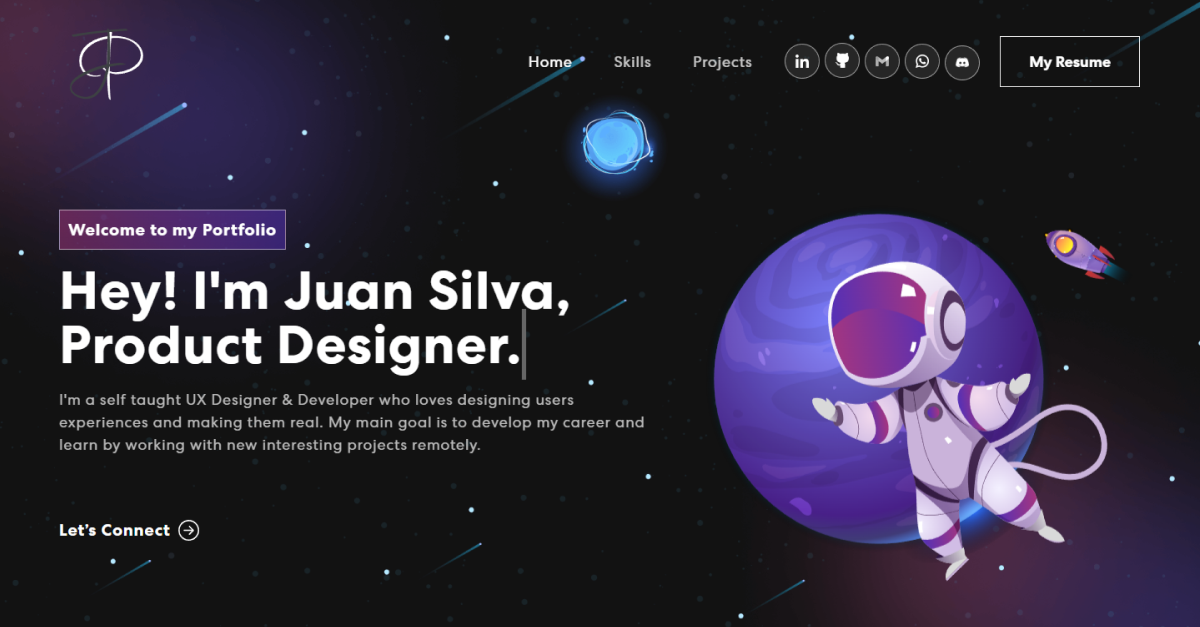 Home Skills Projects in My Resume
Welcome to my Portfolio
Hey! I'm Juan Silva,
Product Designer.
I'm a self taught UX Designer & Developer who loves designing users
experiences and making them real. My main goal is to develop my career and
learn by working with new interesting projects remotely.
Let's Connect